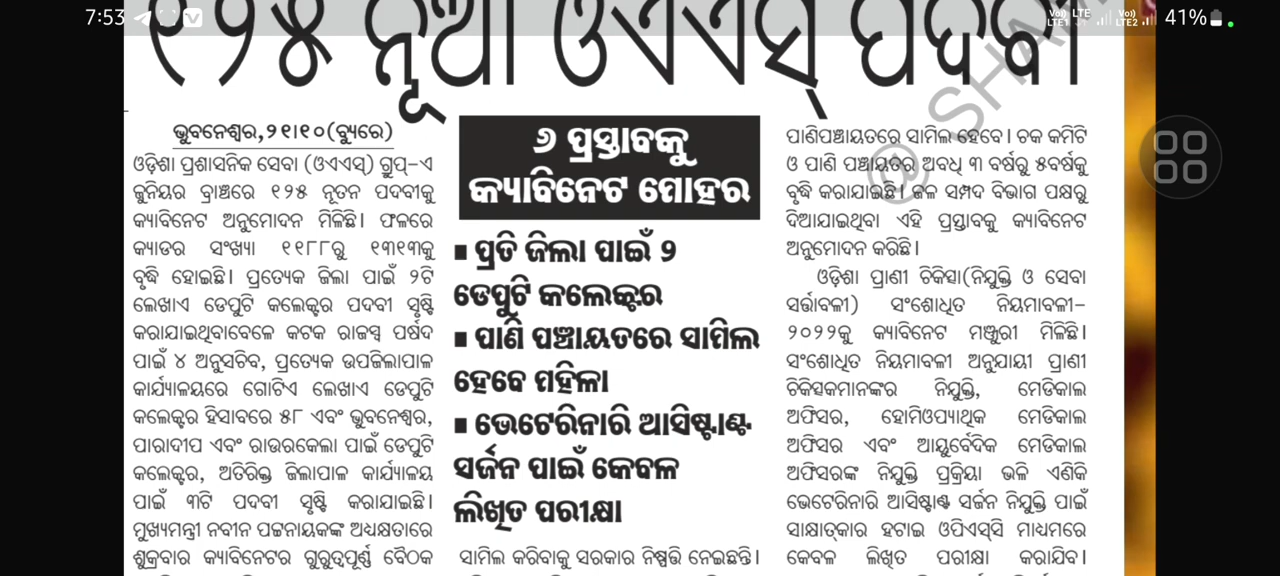 7:53
Vo)) LTE
LTE1
Vo))
LTE2
41%
୧୨୫ ନୂଆ ଓଏଏସ୍ ପଦବୀ
ଭୁବନେଶ୍ୱର,୨୧।୧୦(ବ୍ୟୁରେ)
ଓଡ଼ିଶା ପ୍ରଶାସନିକ ସେବା (ଓଏଏସ୍) ଗ୍ରୁପ୍-ଏ
ଜୁନିୟର ବ୍ରାଞ୍ଚରେ ୧୨୫ ନୂତନ ପଦବୀକୁ
କ୍ୟାବିନେଟ ଅନୁମୋଦନ ମିଳିଛି। ଫଳରେ
କ୍ୟାଡର ସଂଖ୍ୟା ୧୧୮୮ରୁ ୧୩୧୩କୁ
ବୃଦ୍ଧି ହୋଇଛି। ପ୍ରତ୍ୟେକ ଜିଲା ପାଇଁ ୨ଟି
ଲେଖାଏ ଡେପୁଟି କଲେକ୍ଟର ପଦବୀ ସୃଷ୍ଟି
କରାଯାଇଥିବାବେଳେ କଟକ ରାଜସ୍ୱ ପର୍ଷଦ
ପାଇଁ ୪ ଅନୁସଚିବ, ପ୍ରତ୍ୟେକ ଉପଜିଲାପାଳ
କାର୍ଯ୍ୟାଳୟରେ ଗୋଟିଏ ଲେଖାଏ ଡେପୁଟି
କଲେକ୍ଟର ହିସାବରେ ୫୮ ଏବଂ ଭୁବନେଶ୍ୱର,
ପାରାଦୀପ ଏବଂ ରାଉରକେଲା ପାଇଁ ଡେପୁଟି
କଲେକ୍ଟର, ଅତିରିକ୍ତ ଜିଲାପାଳ କାର୍ଯ୍ୟାଳୟ
ପାଇଁ ୩ଟି ପଦବୀ ସୃଷ୍ଟି କରାଯାଇଛି।
ମୁଖ୍ୟମନ୍ତ୍ରୀ ନବୀନ ପଟ୍ଟନାୟକଙ୍କ ଅଧ୍ୟକ୍ଷତାରେ
ଶୁକ୍ରବାର କ୍ୟାବିନେଟର ଗୁରୁତ୍ୱପୂର୍ଣ୍ଣ ବୈଠକ
୬ ପ୍ରସ୍ତାବକୁ
କ୍ୟାବିନେଟ ମୋହର
▪ ପ୍ରତି ଜିଲା ପାଇଁ ୨
ଡେପୁଟି କଲେକ୍ଟର
▪ ପାଣି ପଞ୍ଚାୟତରେ ସାମିଲ
ହେବେ ମହିଳା
▪ ଭେଟେରିନାରି ଆସିଷ୍ଟାଣ୍ଟ
ସର୍ଜନ ପାଇଁ କେବଳ
ଲିଖିତ ପରୀକ୍ଷା
ସାମିଲ କରିବାକୁ ସରକାର ନିଷ୍ପତ୍ତି ନେଇଛନ୍ତି।
ପାଣିପଞ୍ଚାୟତରେ ସାମିଲ ହେବେ। ଚକ କମିଟି
ଓ ପାଣି ପଞ୍ଚାୟତର ଅବଧି ୩ ବର୍ଷରୁ ୫ବର୍ଷକୁ
ବୃଦ୍ଧି କରାଯାଇଛି। ଜଳ ସମ୍ପଦ ବିଭାଗ ପକ୍ଷରୁ
ଦିଆଯାଇଥିବା ଏହି ପ୍ରସ୍ତାବକୁ କ୍ୟାବିନେଟ
ଅନୁମୋଦନ କରିଛି।
ଓଡ଼ିଶା ପ୍ରାଣୀ ଚିକିତ୍ସା(ନିଯୁକ୍ତି ଓ ସେବା
ସର୍ତ୍ତାବଳୀ) ସଂଶୋଧିତ ନିୟମାବଳୀ-
୨୦୨୨କୁ କ୍ୟାବିନେଟ ମଞ୍ଜୁରୀ ମିଳିଛି।
ସଂଶୋଧିତ ନିୟମାବଳୀ ଅନୁଯାୟୀ ପ୍ରାଣୀ
ଚିକିତ୍ସକମାନଙ୍କର ନିଯୁକ୍ତି, ମେଡିକାଲ
ଅଫିସର, ହୋମିଓପ୍ୟାଥିକ ମେଡିକାଲ
ଅଫିସର ଏବଂ ଆୟୁର୍ବେଦିକ ମେଡିକାଲ
ଅଫିସରଙ୍କ ନିଯୁକ୍ତି ପ୍ରକ୍ରିୟା ଭଳି ଏଣିକି
ଭେଟେରିନାରି ଆସିଷ୍ଟାଣ୍ଟ ସର୍ଜନ ନିଯୁକ୍ତି ପାଇଁ
ସାକ୍ଷାତ୍‌କାର ହଟାଇ ଓପିଏସ୍‌ସି ମାଧ୍ୟମରେ
କେବଳ ଲିଖିତ ପରୀକ୍ଷା କରାଯିବ।